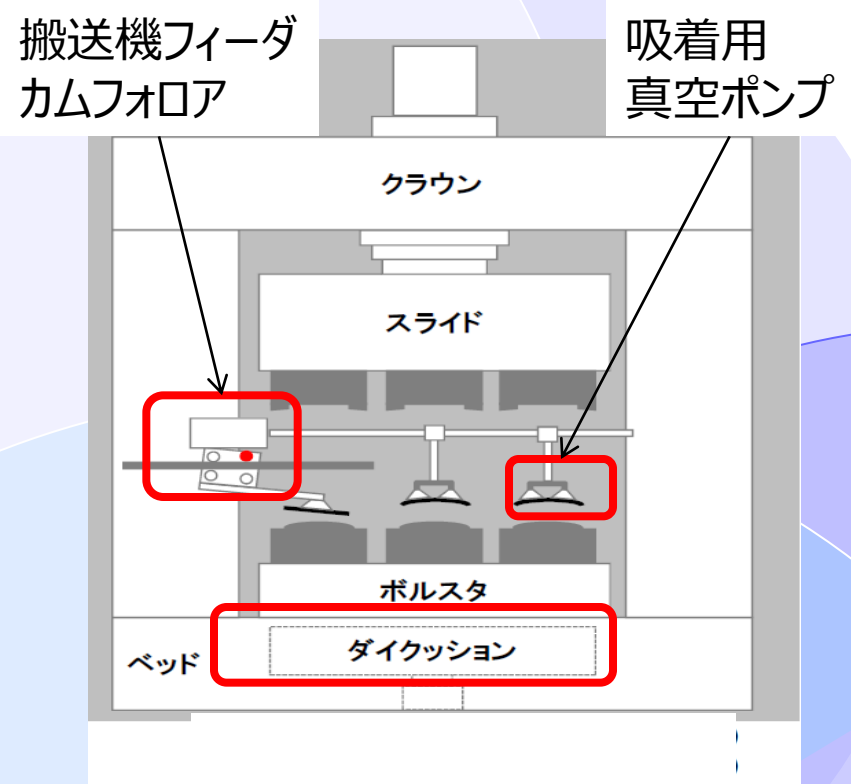 搬送機フィーダ
カムフォロア
吸着用
真空ポンプ
クラウン
スライド
ボルスタ
ダイクッション
ベッド